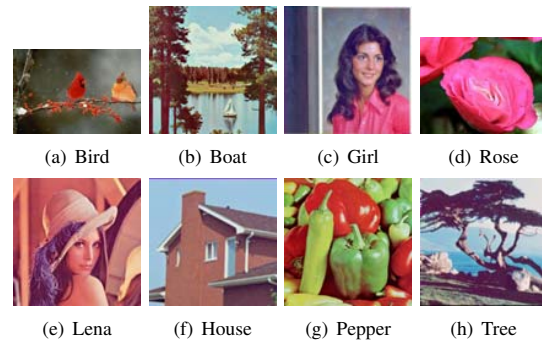 (a) Bird
(b) Boat
(c) Girl
(d) Rose
(e) Lena
(f) House
(g) Pepper
(h) Tree